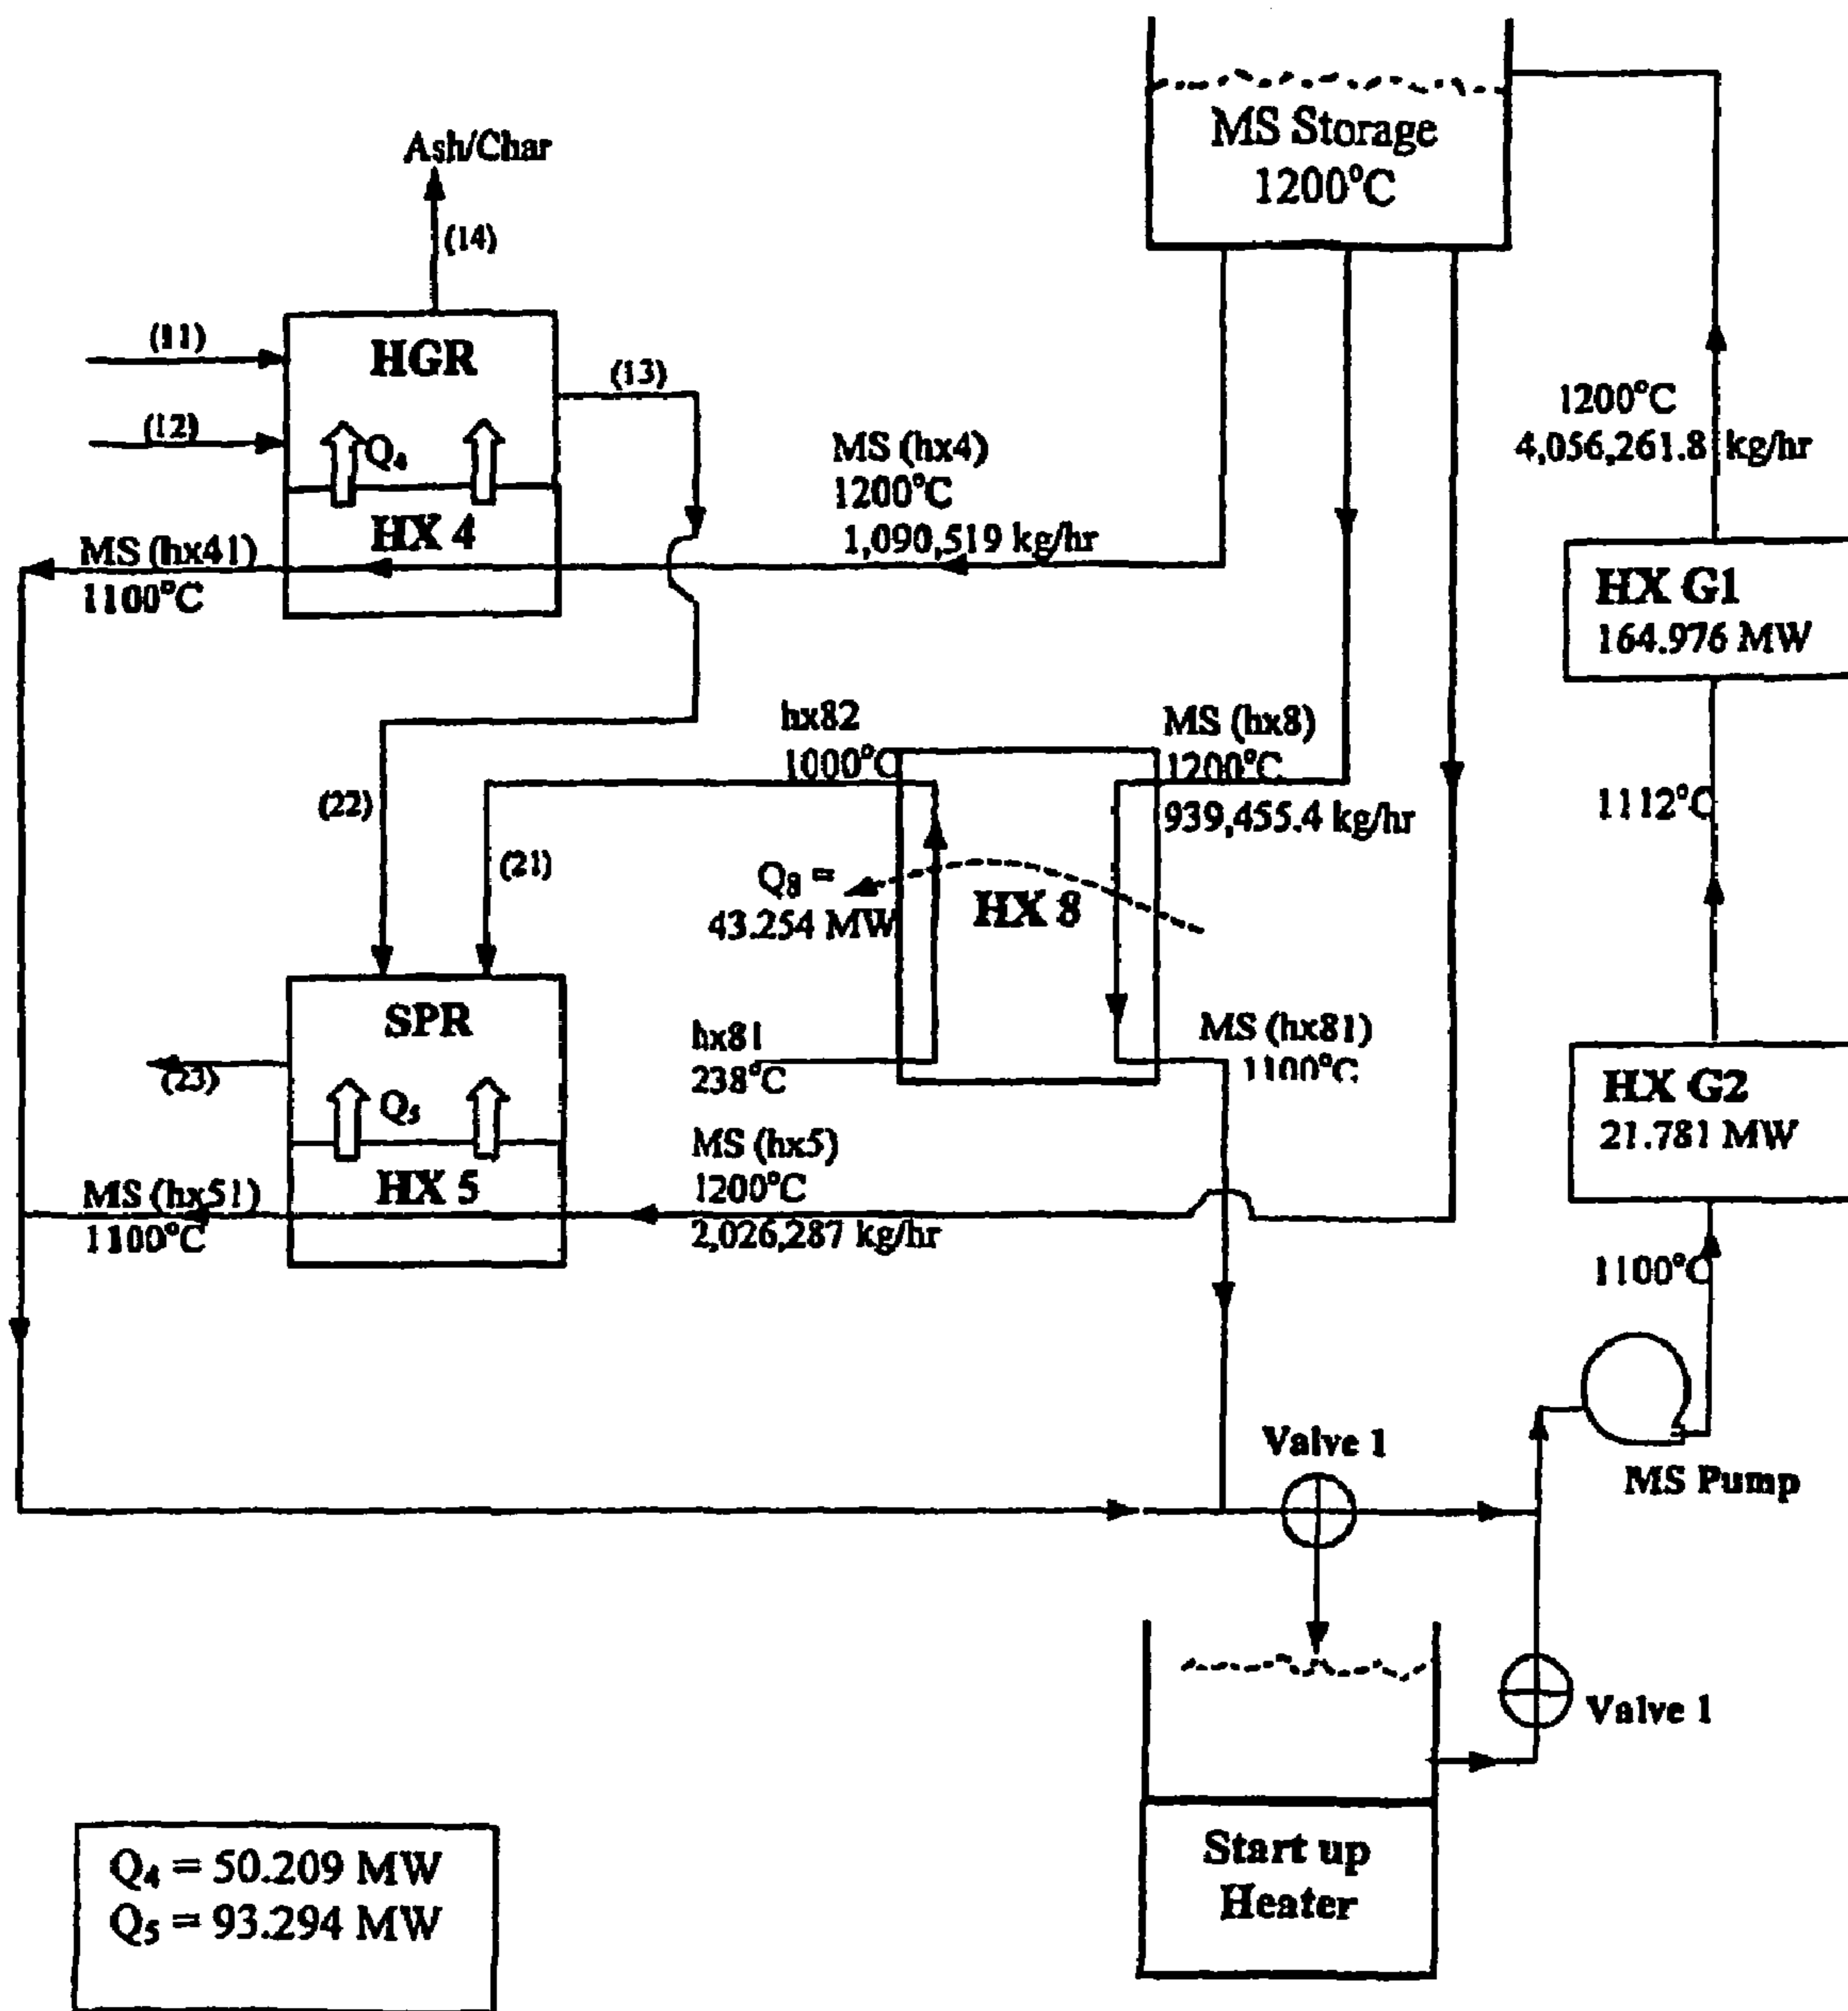 MS Storage
1200°C
Ash/Char
(14)
(11)
HGR
(13)
(12)
Q₄
1200°C
4,056,261.8 kg/hr
MS (hx4)
1200°C
1,090,519 kg/hr
HX 4
MS (hx41)
1100°C
HX G1
164.976 MW
hx82
1000°C
MS (hx8)
1200°C
939,455.4 kg/hr
1112°C
(22)
(21)
Q₈ =
43.254 MW
HX 8
SPR
hx81
238°C
MS (hx81)
1100°C
(23)
Q₅
HX G2
21.781 MW
MS (hx5)
1200°C
2,026,287 kg/hr
HX 5
MS (hx51)
1100°C
1100°C
Valve 1
MS Pump
Valve 1
Start up
Heater
Q₄ = 50.209 MW
Q₅ = 93.294 MW